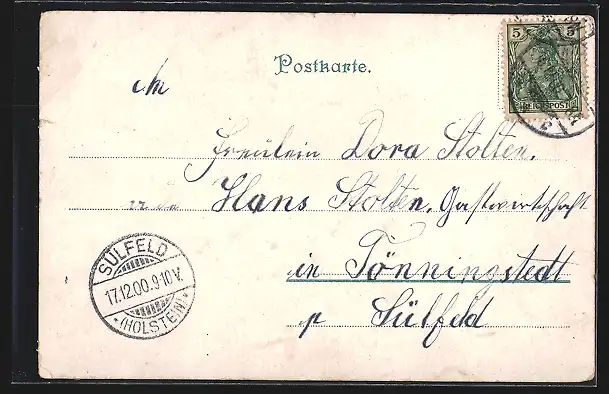 5 5
REICHSPOST
Postkarte.
An
Fräulein Dora Stolten,
Hans Stolten, Gastwirtschaft
in Tönningstedt
p Sülfeld
SÜLFELD
17.12.00.9-10V.
*(HOLSTEIN)*